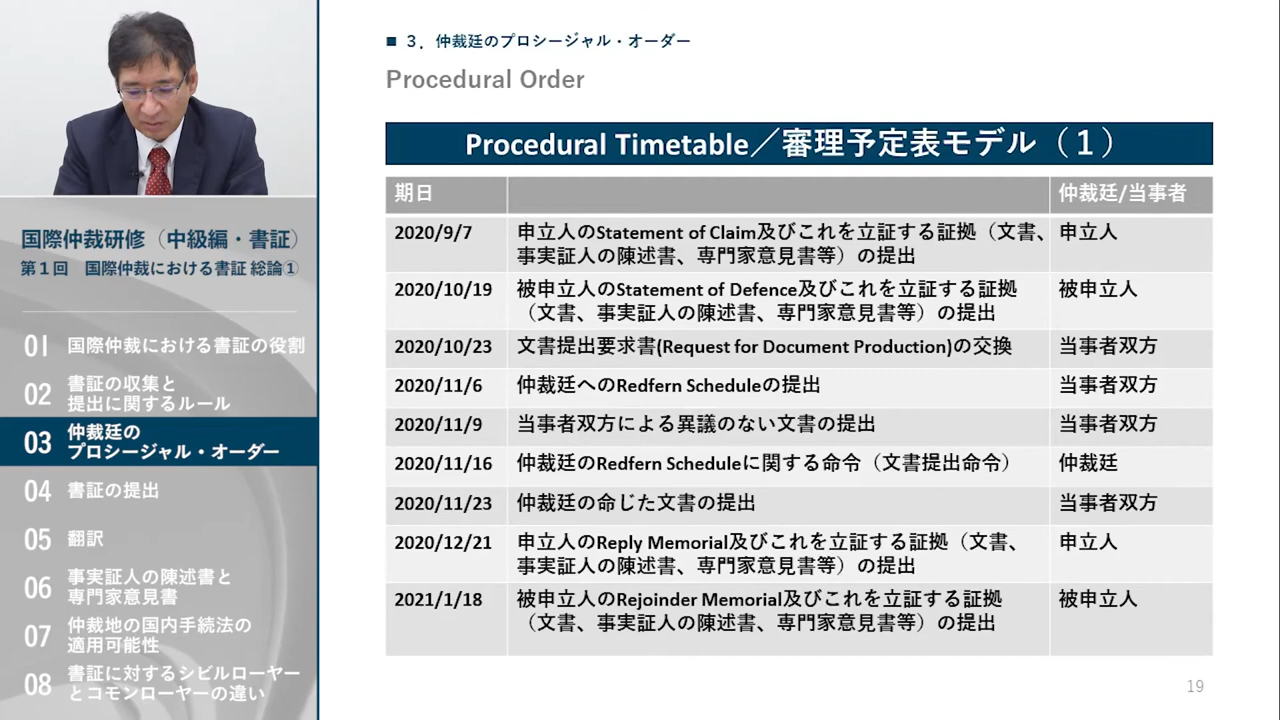 国際仲裁研修（中級編・書証）
第１回　国際仲裁における書証 総論①
01 国際仲裁における書証の役割
02 書証の収集と
提出に関するルール
03 仲裁廷の
プロシージャル・オーダー
04 書証の提出
05 翻訳
06 事実証人の陳述書と
専門家意見書
07 仲裁地の国内手続法の
適用可能性
08 書証に対するシビルローヤー
とコモンローヤーの違い
■ ３．仲裁廷のプロシージャル・オーダー
Procedural Order
Procedural Timetable／審理予定表モデル（１）
期日 仲裁廷/当事者
2020/9/7 申立人のStatement of Claim及びこれを立証する証拠（文書、 申立人
事実証人の陳述書、専門家意見書等）の提出
2020/10/19 被申立人のStatement of Defence及びこれを立証する証拠 被申立人
（文書、事実証人の陳述書、専門家意見書等）の提出
2020/10/23 文書提出要求書(Request for Document Production)の交換 当事者双方
2020/11/6 仲裁廷へのRedfern Scheduleの提出 当事者双方
2020/11/9 当事者双方による異議のない文書の提出 当事者双方
2020/11/16 仲裁廷のRedfern Scheduleに関する命令（文書提出命令） 仲裁廷
2020/11/23 仲裁廷の命じた文書の提出 当事者双方
2020/12/21 申立人のReply Memorial及びこれを立証する証拠（文書、 申立人
事実証人の陳述書、専門家意見書等）の提出
2021/1/18 被申立人のRejoinder Memorial及びこれを立証する証拠 被申立人
（文書、事実証人の陳述書、専門家意見書等）の提出
19